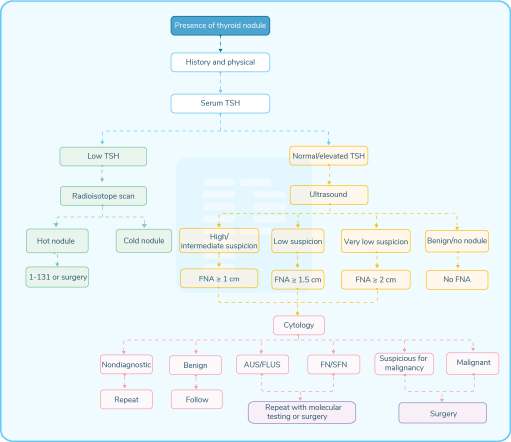 Presence of thyroid nodule
History and physical
Serum TSH
Low TSH
Normal/elevated TSH
Radioisotope scan
Ultrasound
Hot nodule
Cold nodule
High/
intermediate suspicion
Low suspicion
Very low suspicion
Benign/no nodule
1-131 or surgery
FNA ≥ 1 cm
FNA ≥ 1.5 cm
FNA ≥ 2 cm
No FNA
Cytology
Nondiagnostic
Benign
AUS/FLUS
FN/SFN
Suspicious for
malignancy
Malignant
Repeat
Follow
Repeat with molecular
testing or surgery
Surgery